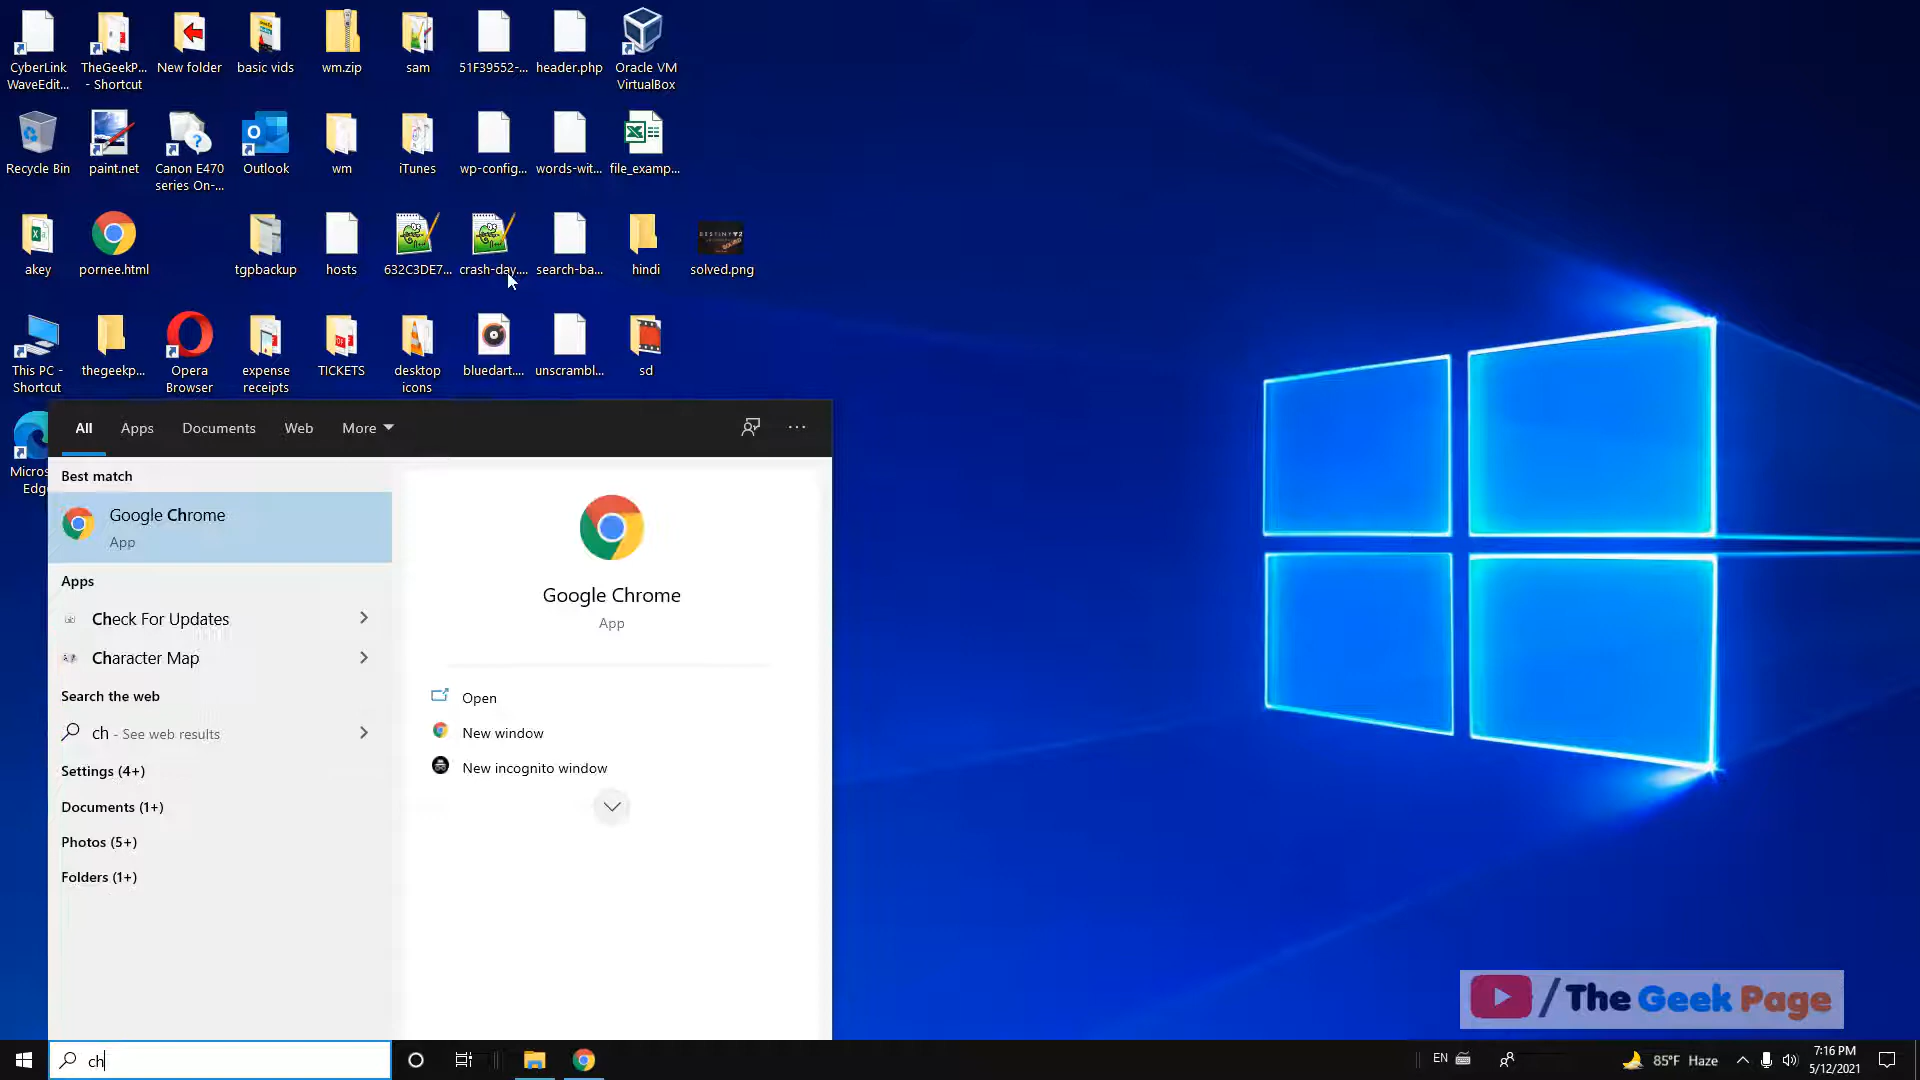 CyberLink
WaveEdit...
TheGeekP...
- Shortcut
New folder
basic vids
wm.zip
sam
51F39552-...
header.php
Oracle VM
VirtualBox
Recycle Bin
paint.net
Canon E470
series On-...
Outlook
wm
iTunes
wp-config...
words-wit...
file_examp...
akey
pornee.html
tgpbackup
hosts
632C3DE7...
crash-day....
search-ba...
hindi
solved.png
This PC -
Shortcut
thegeekp...
Opera
Browser
expense
receipts
TICKETS
desktop
icons
bluedart....
unscrambl...
sd
Micros
Edg
All
Apps
Documents
Web
More
Best match
Google Chrome
App
Apps
Check For Updates
Character Map
Search the web
ch - See web results
Settings (4+)
Documents (1+)
Photos (5+)
Folders (1+)
Google Chrome
App
Open
New window
New incognito window
/ The Geek Page
ch
EN
85°F Haze
7:16 PM
5/12/2021